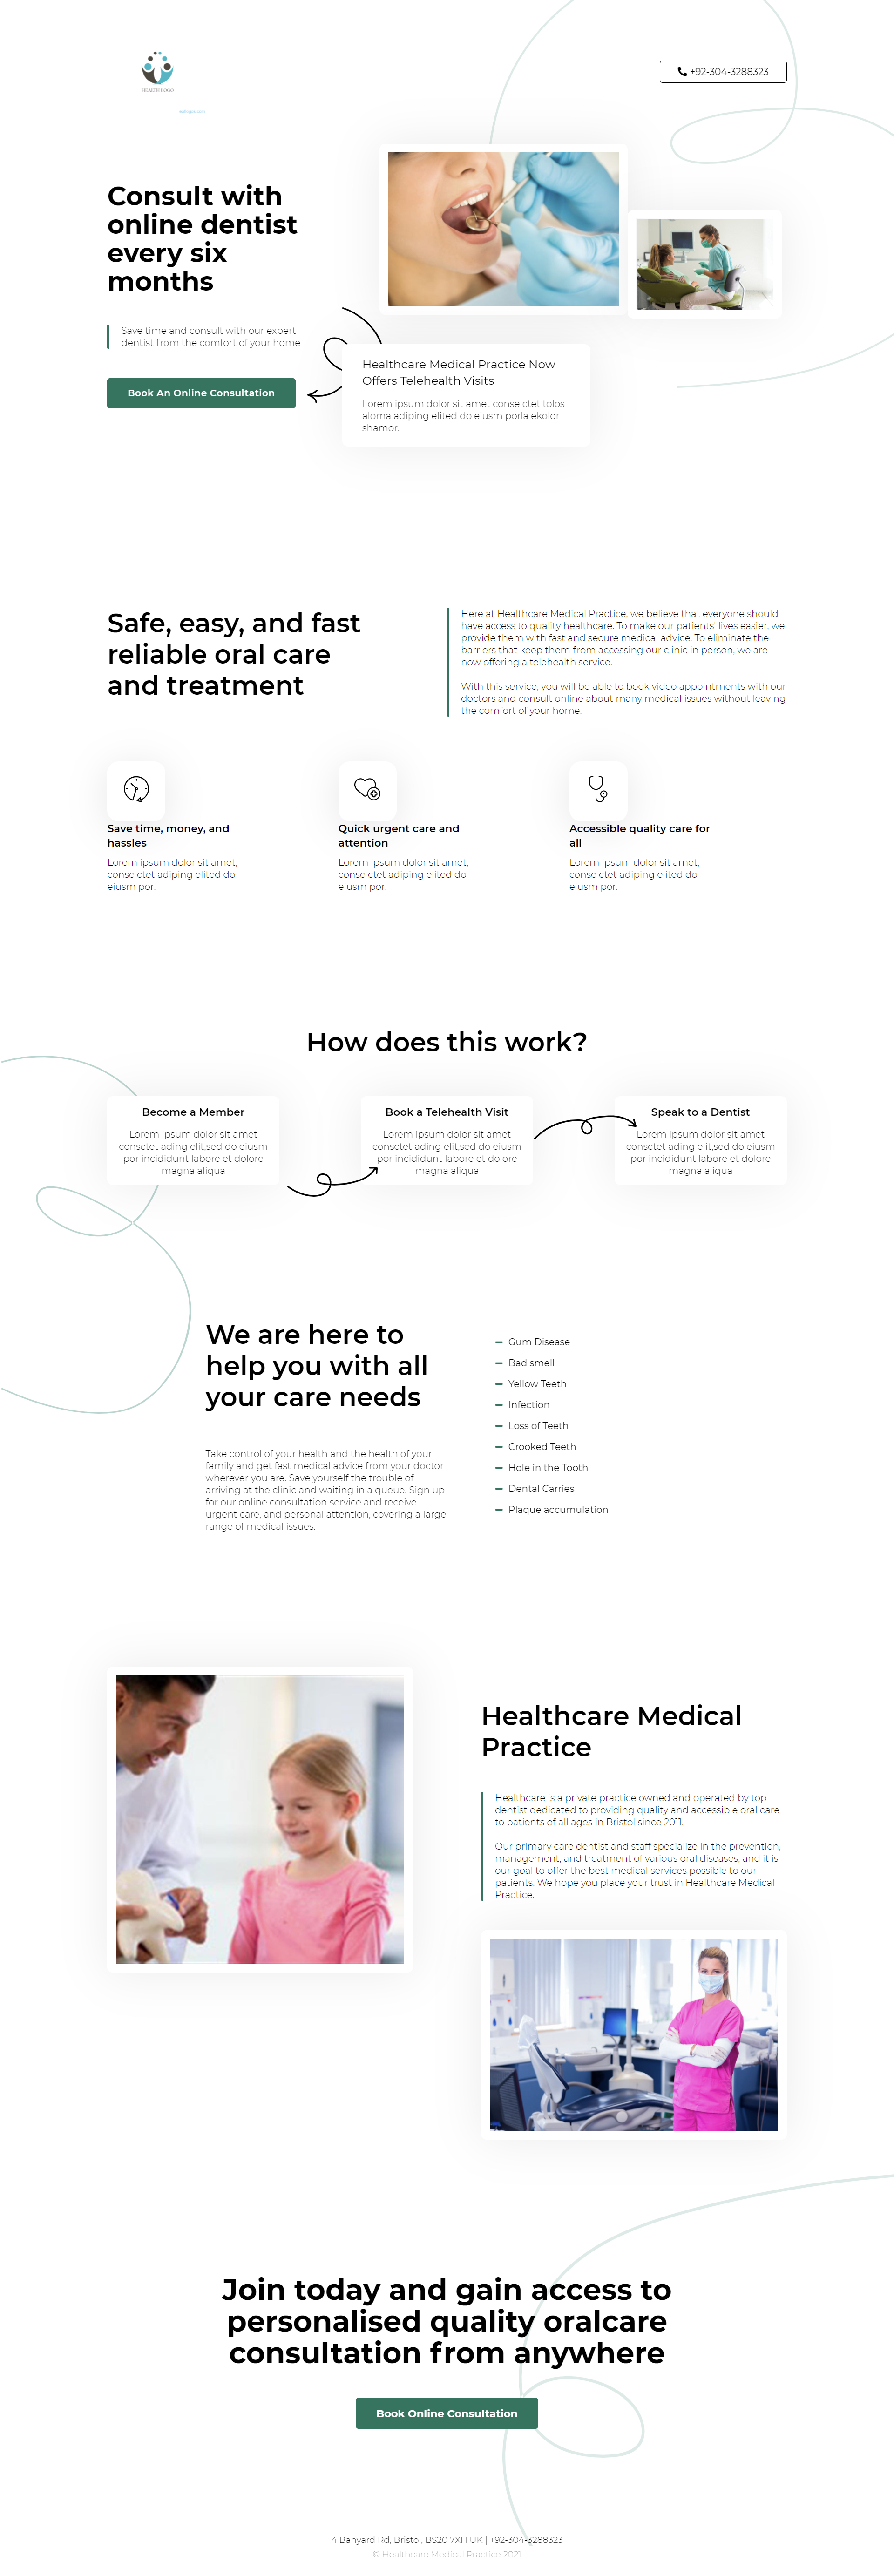 HEALTH LOGO
+92-304-3288323
Consult with
online dentist
every six
months
Save time and consult with our expert
dentist from the comfort of your home
Book An Online Consultation
Healthcare Medical Practice Now
Offers Telehealth Visits
Lorem ipsum dolor sit amet conse ctet tolos
aloma adiping elited do eiusm porla ekolor
shamor.
Safe, easy, and fast
reliable oral care
and treatment
Here at Healthcare Medical Practice, we believe that everyone should
have access to quality healthcare. To make our patients' lives easier, we
provide them with fast and secure medical advice. To eliminate the
barriers that keep them from accessing our clinic in person, we are
now offering a telehealth service.
With this service, you will be able to book video appointments with our
doctors and consult online about many medical issues without leaving
the comfort of your home.
Save time, money, and
hassles
Lorem ipsum dolor sit amet,
conse ctet adiping elited do
eiusm por.
Quick urgent care and
attention
Lorem ipsum dolor sit amet,
conse ctet adiping elited do
eiusm por.
Accessible quality care for
all
Lorem ipsum dolor sit amet,
conse ctet adiping elited do
eiusm por.
How does this work?
Become a Member
Lorem ipsum dolor sit amet
consctet ading elit,sed do eiusm
por incididunt labore et dolore
magna aliqua
Book a Telehealth Visit
Lorem ipsum dolor sit amet
consctet ading elit,sed do eiusm
por incididunt labore et dolore
magna aliqua
Speak to a Dentist
Lorem ipsum dolor sit amet
consctet ading elit,sed do eiusm
por incididunt labore et dolore
magna aliqua
We are here to
help you with all
your care needs
Take control of your health and the health of your
family and get fast medical advice from your doctor
wherever you are. Save yourself the trouble of
arriving at the clinic and waiting in a queue. Sign up
for our online consultation service and receive
urgent care, and personal attention, covering a large
range of medical issues.
Gum Disease
Bad smell
Yellow Teeth
Infection
Loss of Teeth
Crooked Teeth
Hole in the Tooth
Dental Carries
Plaque accumulation
Healthcare Medical
Practice
Healthcare is a private practice owned and operated by top
dentist dedicated to providing quality and accessible oral care
to patients of all ages in Bristol since 2011.
Our primary care dentist and staff specialize in the prevention,
management, and treatment of various oral diseases, and it is
our goal to offer the best medical services possible to our
patients. We hope you place your trust in Healthcare Medical
Practice.
Join today and gain access to
personalised quality oralcare
consultation from anywhere
Book Online Consultation
4 Banyard Rd, Bristol, BS20 7XH UK | +92-304-3288323
© Healthcare Medical Practice 2021